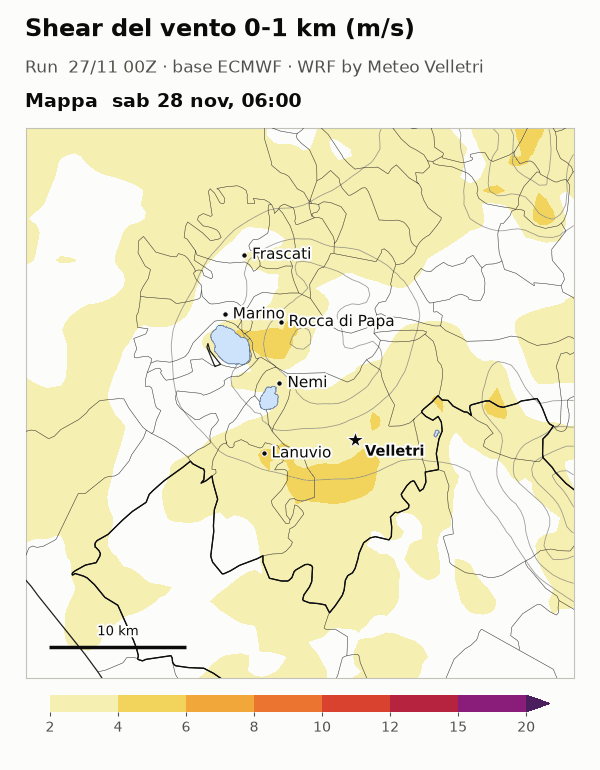 Shear del vento 0-1 km (m/s)
Run  27/11 00Z · base ECMWF · WRF by Meteo Velletri
Mappa  sab 28 nov, 06:00
Frascati
Marino
Rocca di Papa
Nemi
Velletri
Lanuvio
10 km
2 4 6 8 10 12 15 20